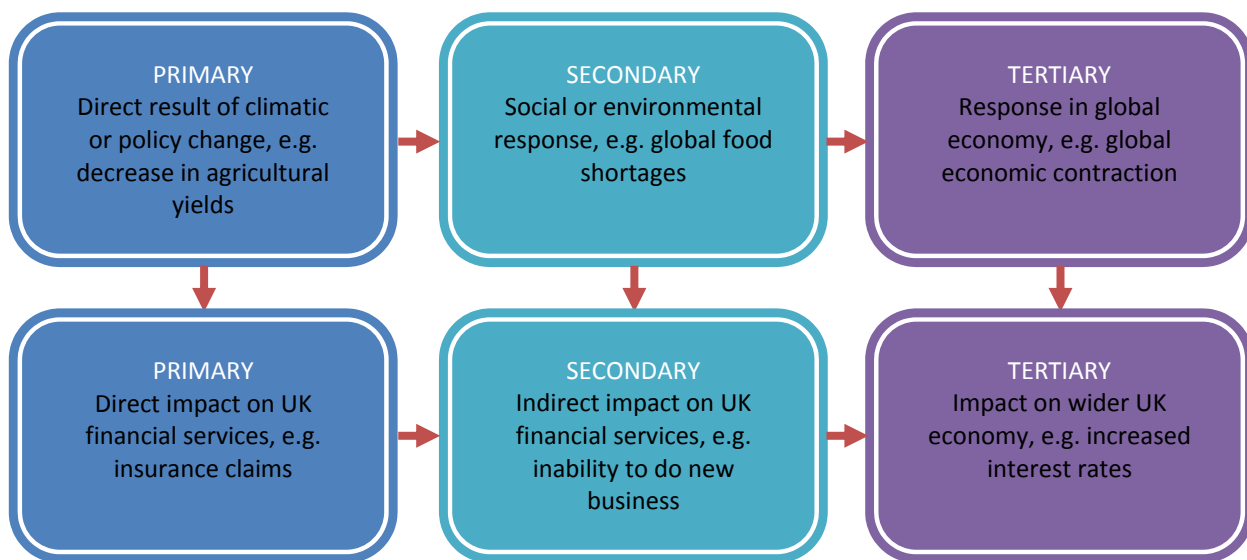 PRIMARY
Direct result of climatic
or policy change, e.g.
decrease in agricultural
yields
SECONDARY
Social or environmental
response, e.g. global food
shortages
TERTIARY
Response in global
economy, e.g. global
economic contraction
PRIMARY
Direct impact on UK
financial services, e.g.
insurance claims
SECONDARY
Indirect impact on UK
financial services, e.g.
inability to do new
business
TERTIARY
Impact on wider UK
economy, e.g. increased
interest rates